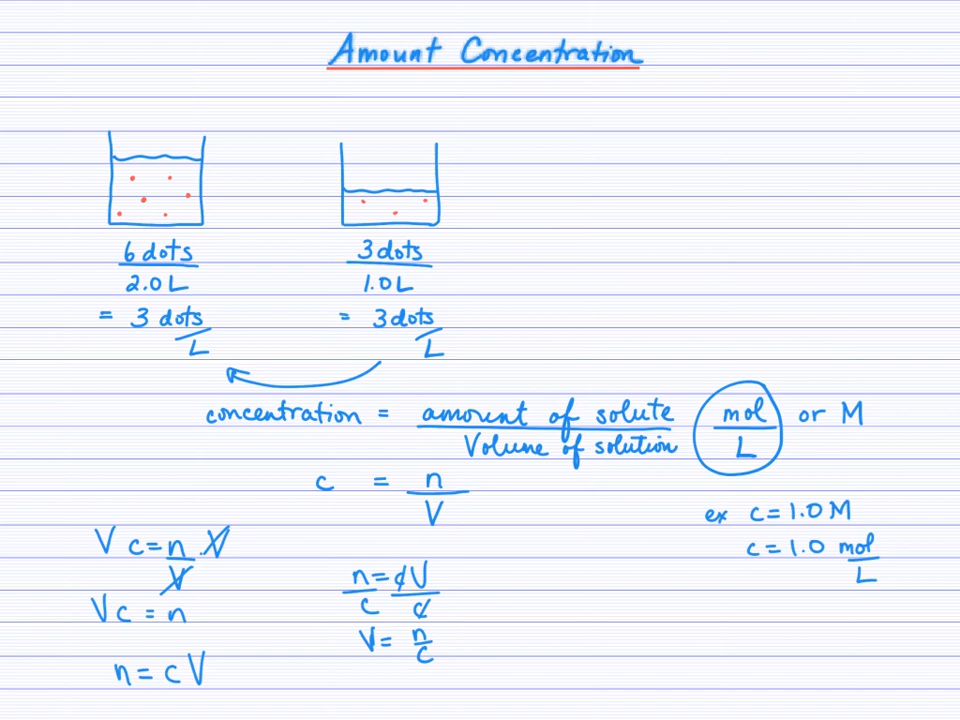 Amount Concentration
6 dots 3 dots
2.0 L 1.0 L
= 3 dots = 3 dots
L L
concentration = amount of solute mol or M
Volume of solution L
c = n
V
ex c = 1.0 M
V c = n . V
V
c = 1.0 mol
L
n = c V
c c
V c = n
V = n
c
n = c V